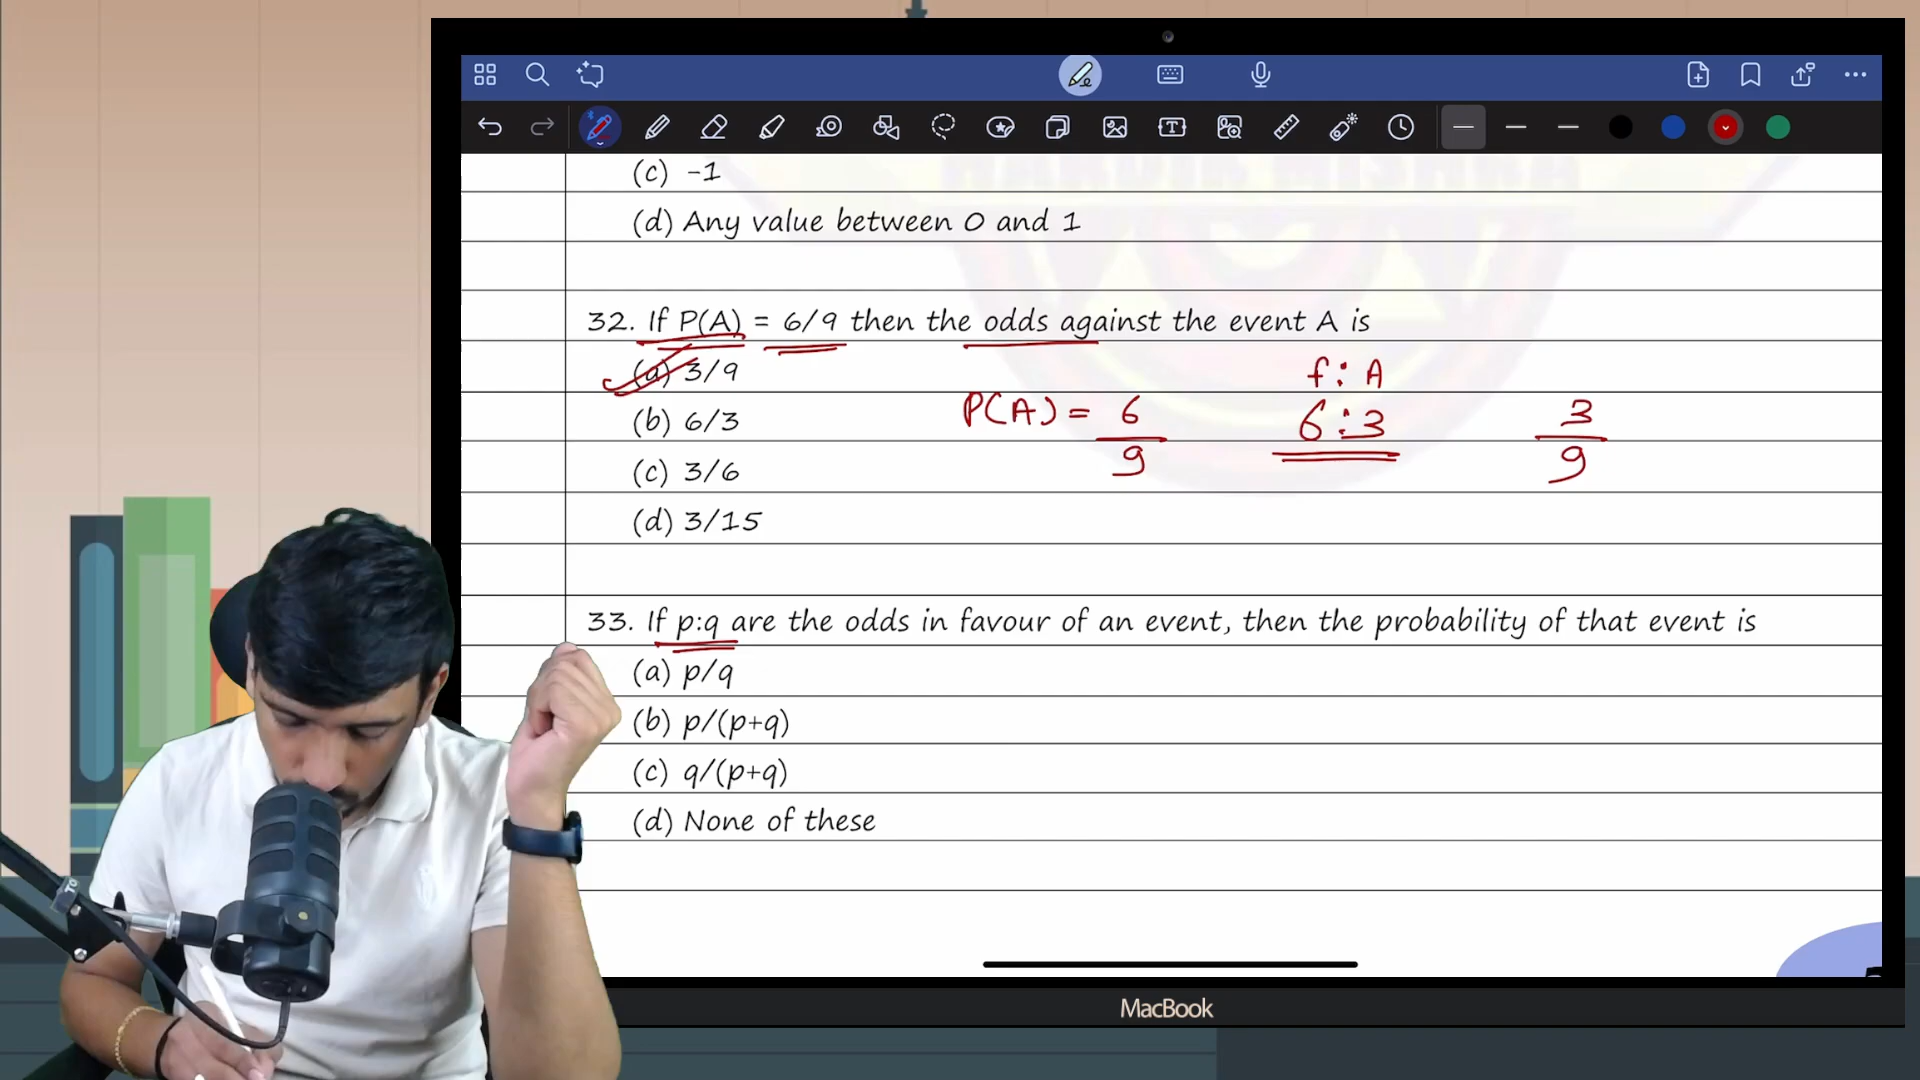 (c) -1
(d) Any value between 0 and 1
32. If P(A) = 6/9 then the odds against the event A is
(a) 3/9
f : A
P(A) = 6/9
6 : 3
3/9
(b) 6/3
(c) 3/6
(d) 3/15
33. If p:q are the odds in favour of an event, then the probability of that event is
(a) p/q
(b) p/(p+q)
(c) q/(p+q)
(d) None of these
MacBook